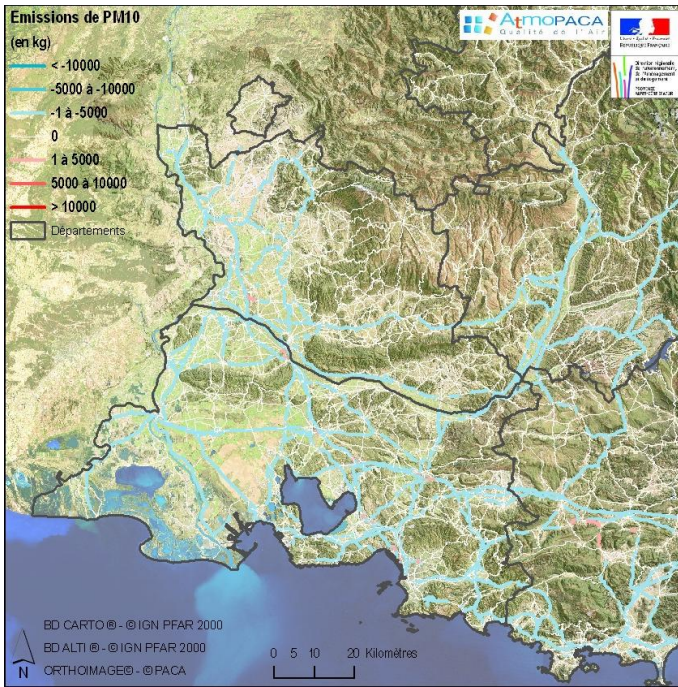 Emissions de PM10
(en kg)
< -10000
-5000 à -10000
-1 à -5000
0
1 à 5000
5000 à 10000
> 10000
Départements
AtmoPACA
Qualité de l'Air
RÉPUBLIQUE FRANÇAISE
BD CARTO ® - © IGN PFAR 2000
BD ALTI ® - © IGN PFAR 2000
ORTHOIMAGE© - © PACA
N
0 5 10 20 Kilomètres